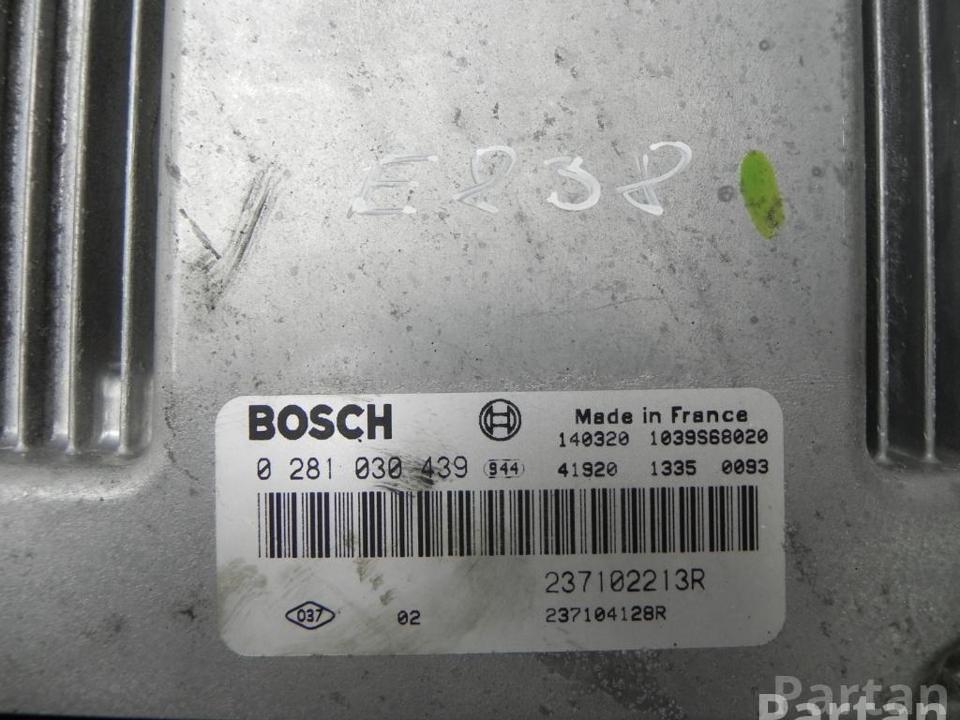 E238
BOSCH
Made in France
140320 1039S68020
0 281 030 439 944 41920 1335 0093
237102213R
037 02 237104128R
Partan
Partan